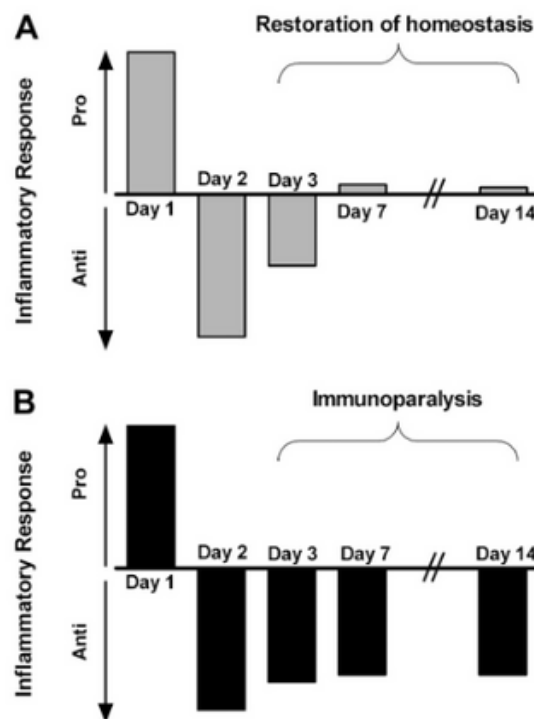 A
Restoration of homeostasis
Inflammatory Response
Pro
Anti
Day 1
Day 2
Day 3
Day 7
Day 14
B
Immunoparalysis
Inflammatory Response
Pro
Anti
Day 1
Day 2
Day 3
Day 7
Day 14